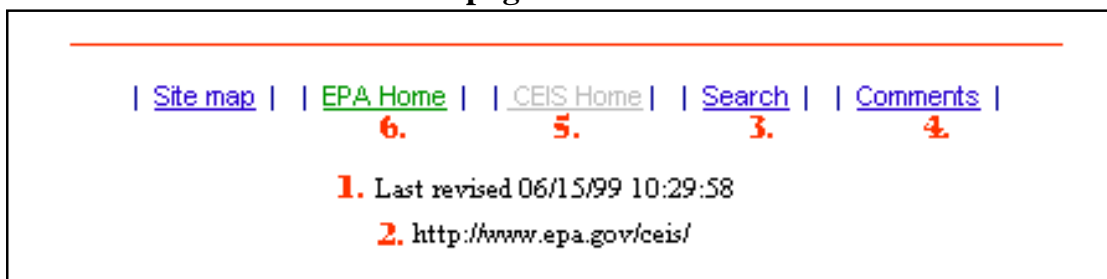 | Site map | | EPA Home | | CEIS Home | | Search | | Comments |
6. 5. 3. 4.
1. Last revised 06/15/99 10:29:58
2. http://www.epa.gov/ceis/